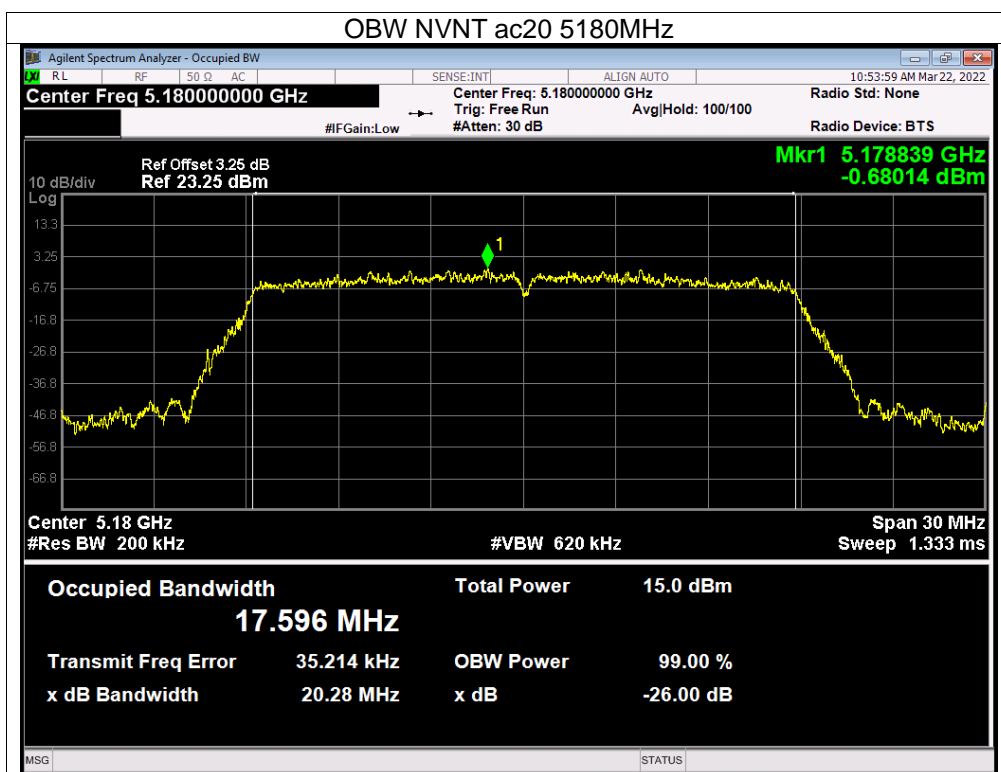 OBW NVNT ac20 5180MHz
Agilent Spectrum Analyzer - Occupied BW
LXI RL RF 50 Ω AC SENSE:INT ALIGN AUTO 10:53:59 AM Mar 22, 2022
Center Freq 5.180000000 GHz Center Freq: 5.180000000 GHz Radio Std: None
Trig: Free Run Avg|Hold: 100/100
#IFGain:Low #Atten: 30 dB Radio Device: BTS
Mkr1 5.178839 GHz
Ref Offset 3.25 dB
10 dB/div Ref 23.25 dBm -0.68014 dBm
Log
13.3
1
3.25
-6.75
-16.8
-26.8
-36.8
-46.8
-56.8
-66.8
Center 5.18 GHz Span 30 MHz
#Res BW 200 kHz #VBW 620 kHz Sweep 1.333 ms
Occupied Bandwidth Total Power 15.0 dBm
17.596 MHz
Transmit Freq Error 35.214 kHz OBW Power 99.00 %
x dB Bandwidth 20.28 MHz x dB -26.00 dB
MSG STATUS